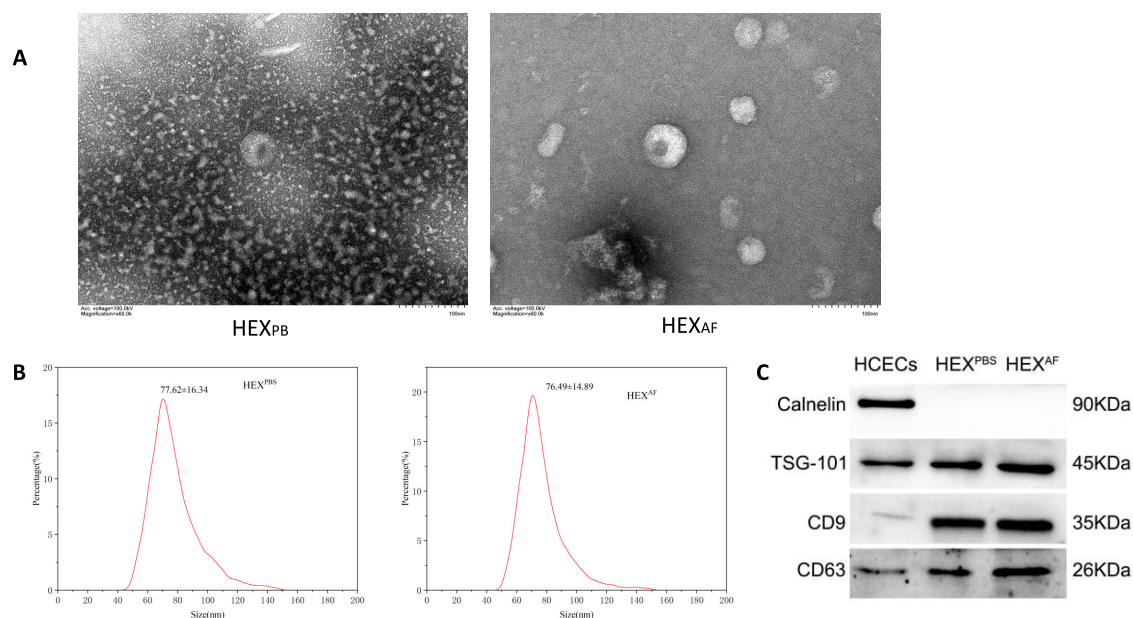 A
Acc. voltage=100.0kV
Magnification=x60.0k
100nm
HEXPB
Acc. voltage=100.0kV
Magnification=x60.0k
100nm
HEXAF
B
20
15
10
5
0
Percentage(%)
77.62±16.34
HEXPBS
0 20 40 60 80 100 120 140 160 180 200
Size(nm)
20
15
10
5
0
Percentage(%)
76.49±14.89
HEXAF
0 20 40 60 80 100 120 140 160 180 200
Size(nm)
C
HCECs HEXPBS HEXAF
Calnelin 90KDa
TSG-101 45KDa
CD9 35KDa
CD63 26KDa